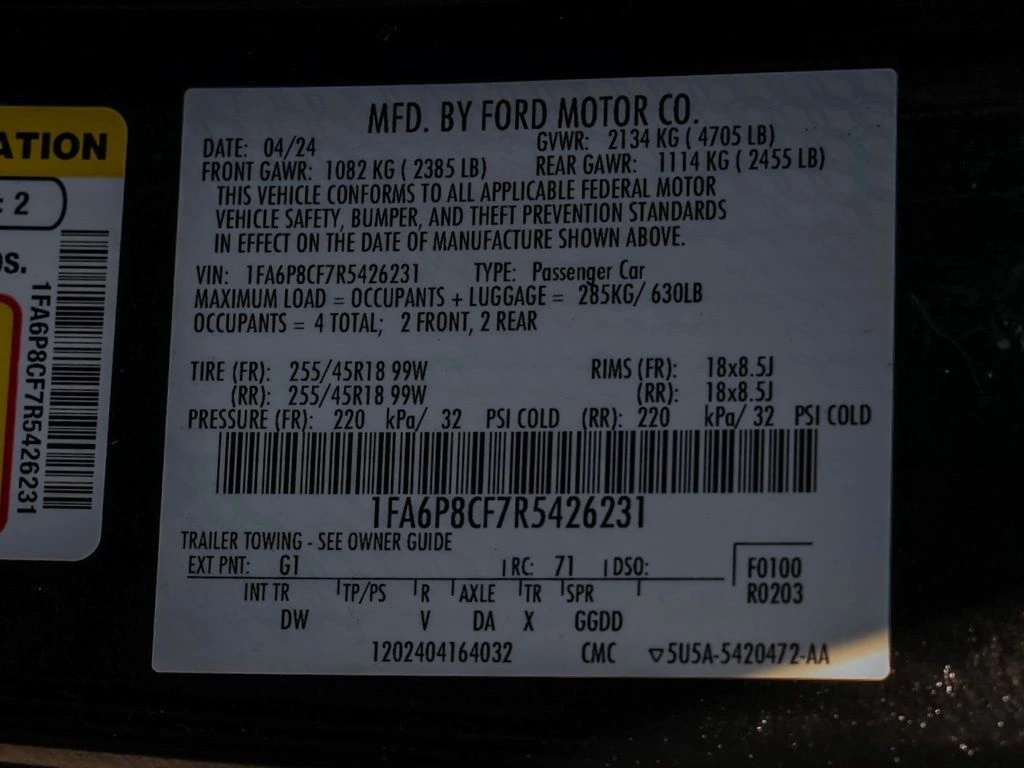 MFD. BY FORD MOTOR CO.
DATE: 04/24 GVWR: 2134 KG ( 4705 LB)
FRONT GAWR: 1082 KG ( 2385 LB) REAR GAWR: 1114 KG ( 2455 LB)
THIS VEHICLE CONFORMS TO ALL APPLICABLE FEDERAL MOTOR
VEHICLE SAFETY, BUMPER, AND THEFT PREVENTION STANDARDS
IN EFFECT ON THE DATE OF MANUFACTURE SHOWN ABOVE.
VIN: 1FA6P8CF7R5426231 TYPE: Passenger Car
MAXIMUM LOAD = OCCUPANTS + LUGGAGE = 285KG/ 630LB
OCCUPANTS = 4 TOTAL; 2 FRONT, 2 REAR
TIRE (FR): 255/45R18 99W RIMS (FR): 18x8.5J
(RR): 255/45R18 99W (RR): 18x8.5J
PRESSURE (FR): 220 kPa/ 32 PSI COLD (RR): 220 kPa/ 32 PSI COLD
1FA6P8CF7R5426231
TRAILER TOWING - SEE OWNER GUIDE
EXT PNT: G1 RC: 71 DSO: F0100
INT TR TP/PS R AXLE TR SPR R0203
DW V DA X GGDD
1202404164032 CMC ▽5U5A-5420472-AA
ATION
: 2
S.
1FA6P8CF7R5426231